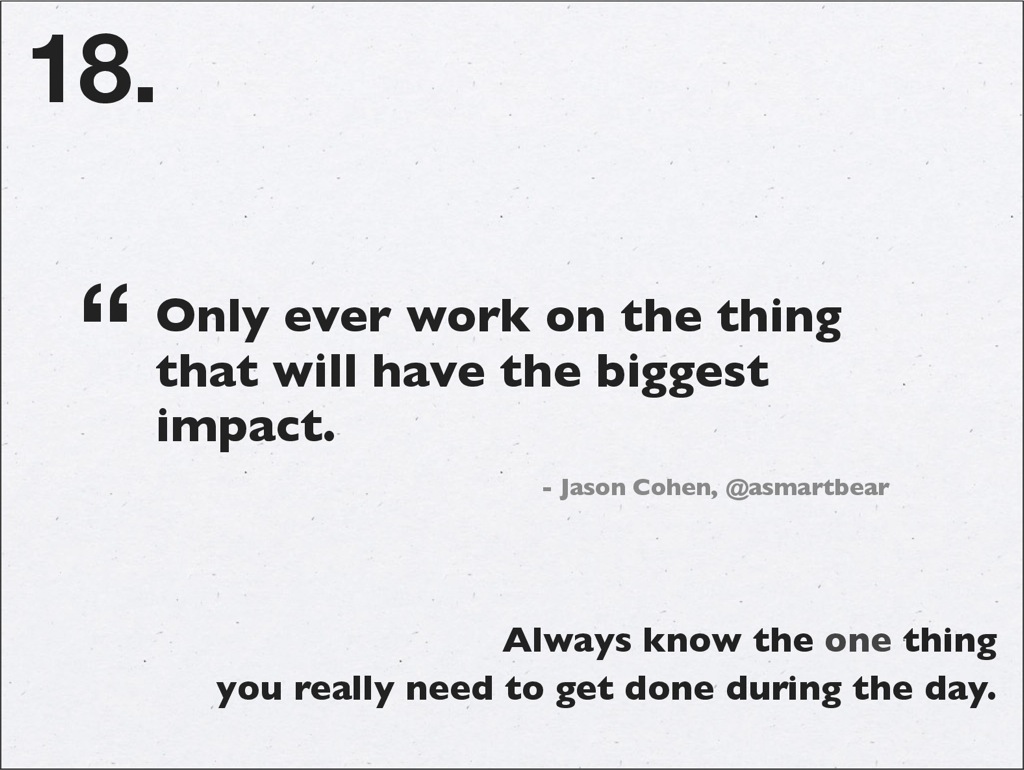 18.
“ Only ever work on the thing
that will have the biggest
impact.
- Jason Cohen, @asmartbear
Always know the one thing
you really need to get done during the day.